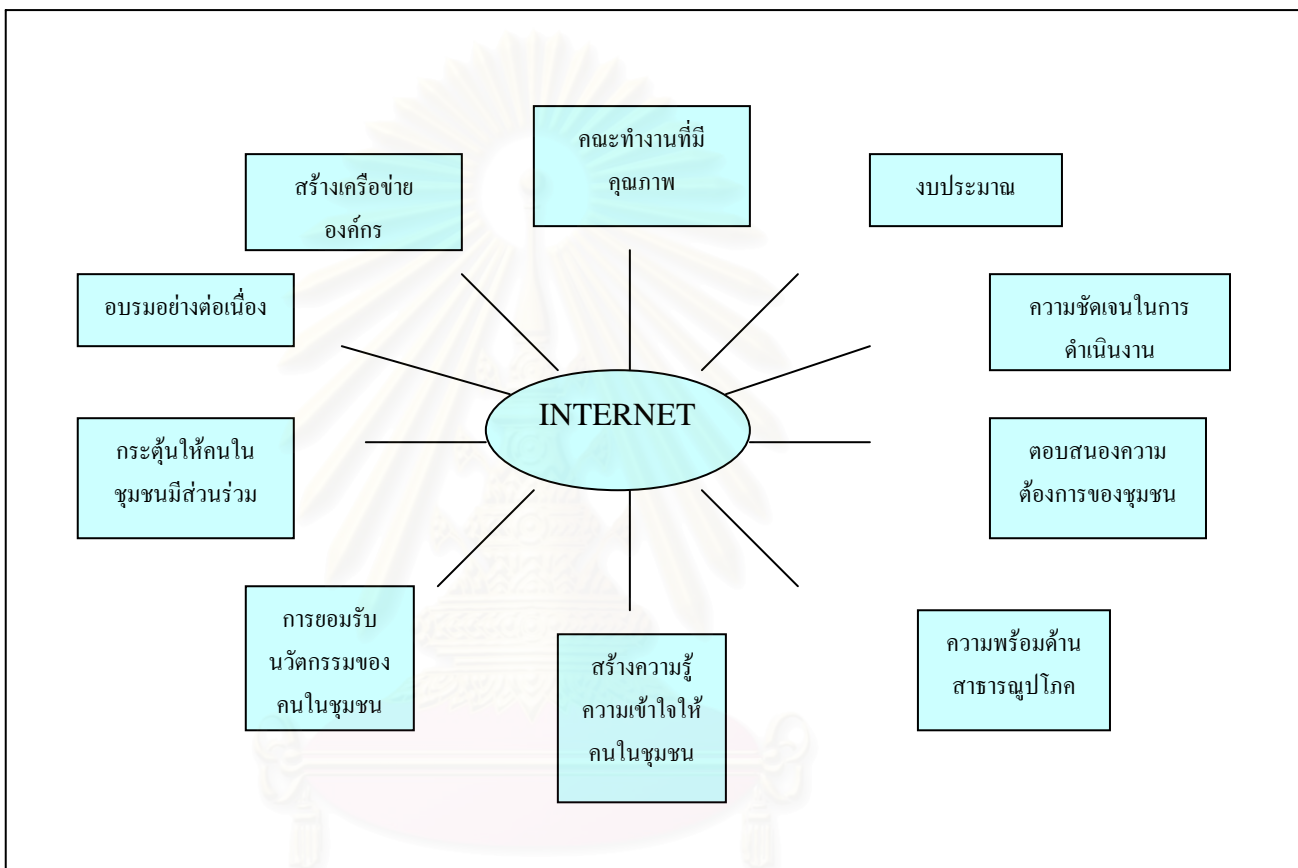 คณะทำงานที่มี
คุณภาพ
สร้างเครือข่าย
องค์กร
งบประมาณ
อบรมอย่างต่อเนื่อง
ความชัดเจนในการ
ดำเนินงาน
INTERNET
กระตุ้นให้คนใน
ชุมชนมีส่วนร่วม
ตอบสนองความ
ต้องการของชุมชน
การยอมรับ
นวัตกรรมของ
คนในชุมชน
สร้างความรู้
ความเข้าใจให้
คนในชุมชน
ความพร้อมด้าน
สาธารณูปโภค